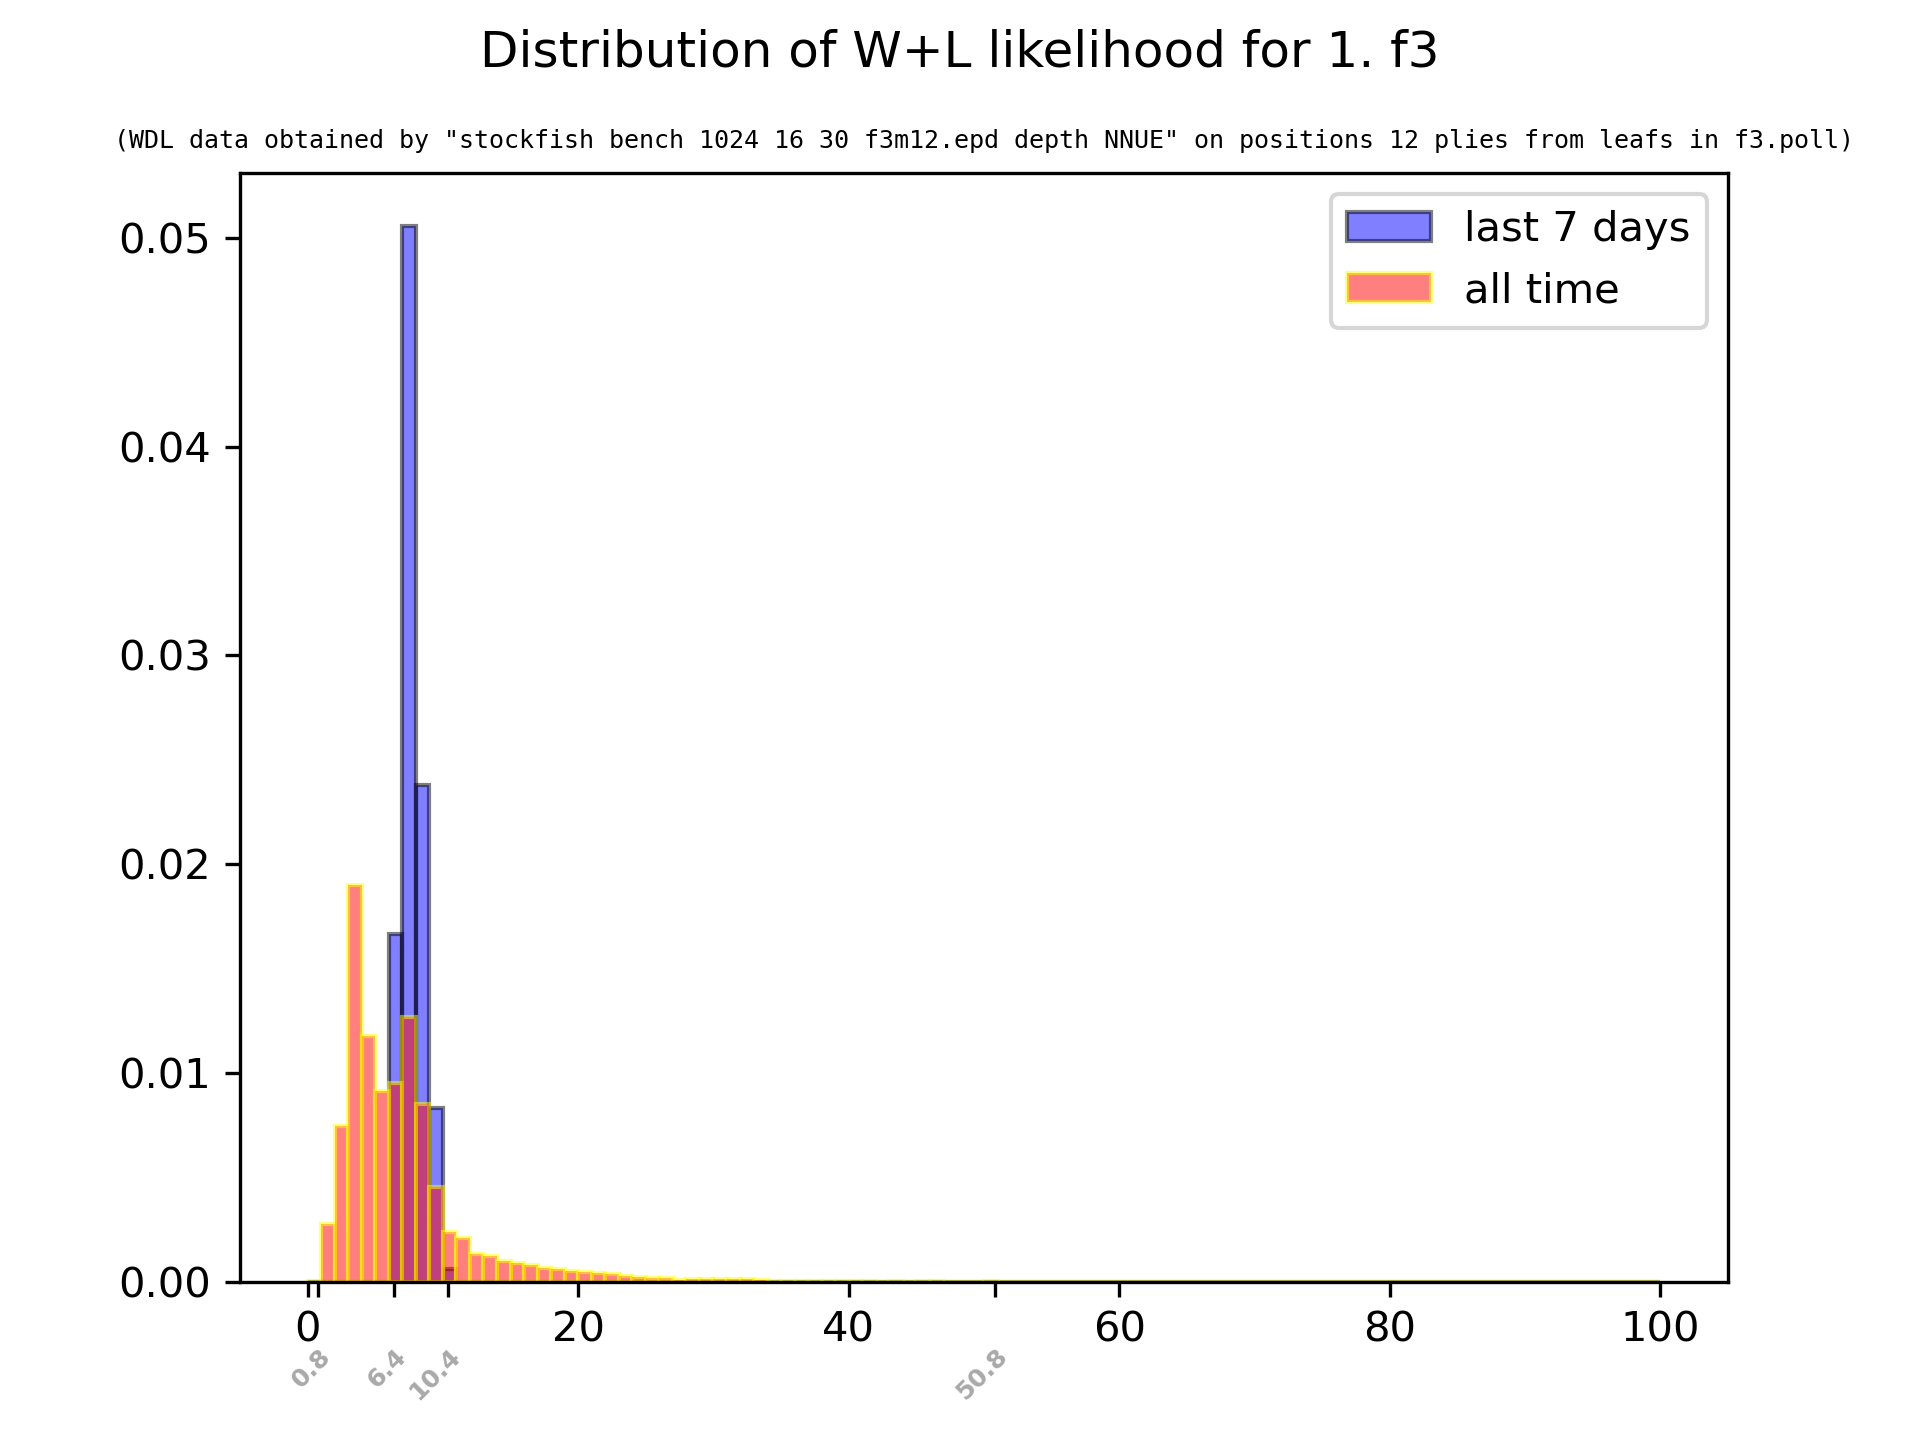 Distribution of W+L likelihood for 1. f3
(WDL data obtained by "stockfish bench 1024 16 30 f3m12.epd depth NNUE" on positions 12 plies from leafs in f3.poll)
last 7 days
all time
0.05
0.04
0.03
0.02
0.01
0.00
0 20 40 60 80 100
0.8 6.4 10.4 50.8